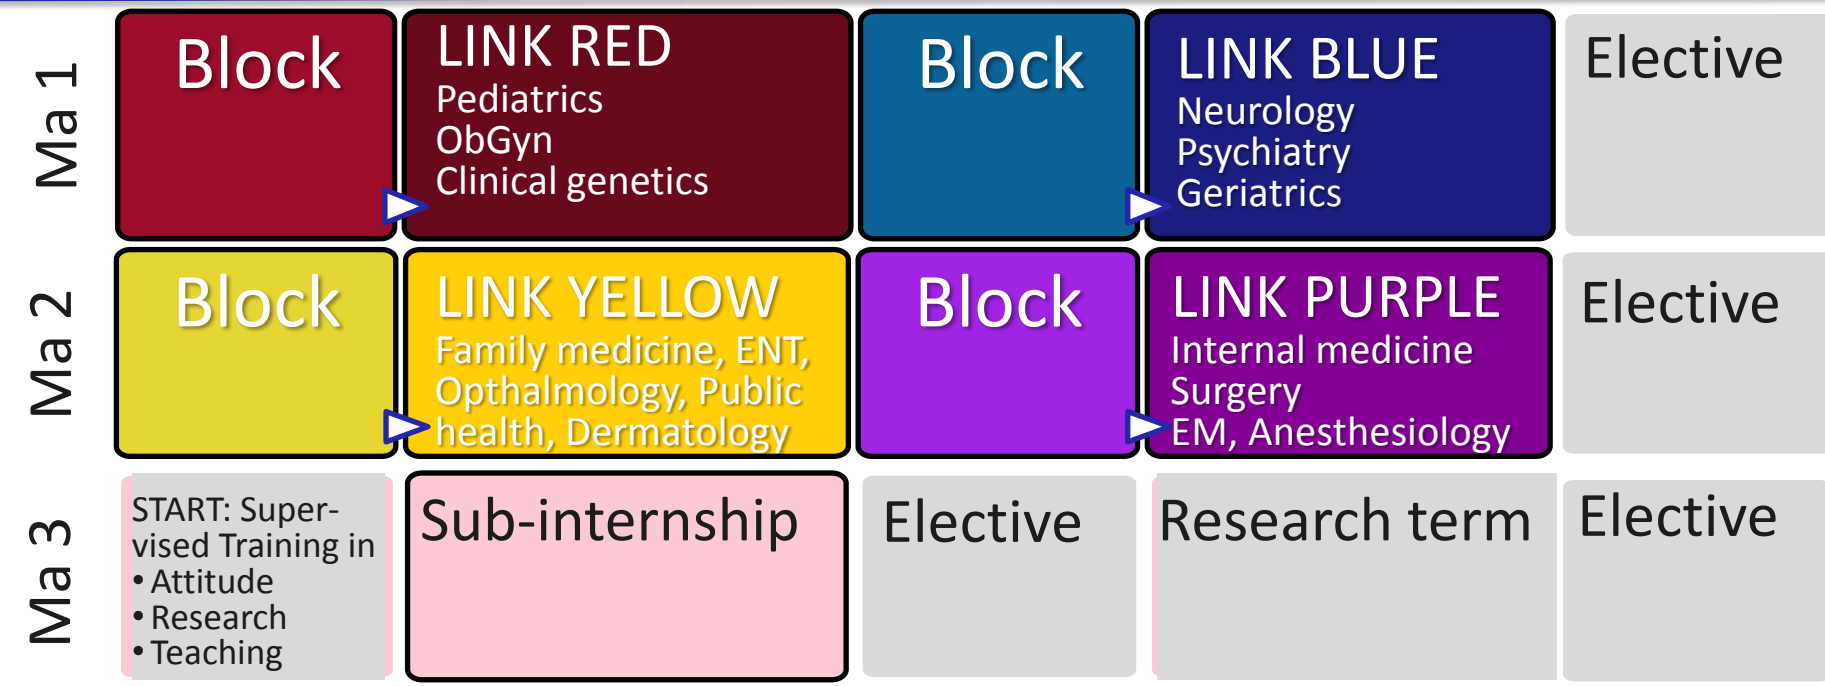 Ma 1
Block
LINK RED
Pediatrics
ObGyn
Clinical genetics
Block
LINK BLUE
Neurology
Psychiatry
Geriatrics
Elective
Ma 2
Block
LINK YELLOW
Family medicine, ENT,
Opthalmology, Public
health, Dermatology
Block
LINK PURPLE
Internal medicine
Surgery
EM, Anesthesiology
Elective
Ma 3
START: Super-
vised Training in
• Attitude
• Research
• Teaching
Sub-internship
Elective
Research term
Elective